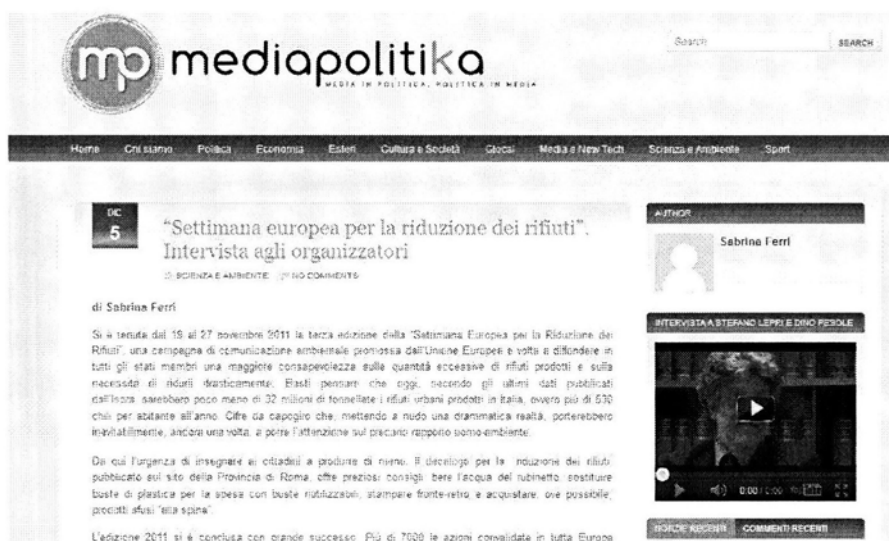 mp mediapolitika
MEDIA IN POLITICA, POLITICA IN MEDIA
Search
SEARCH
Home Chi siamo Politica Economia Esteri Cultura e Società Glocal Media e New Tech Scienza e Ambiente Sport
DIC
5
“Settimana europea per la riduzione dei rifiuti”.
Intervista agli organizzatori
SCIENZA E AMBIENTE NO COMMENTS
di Sabrina Ferri
Si è tenuta dal 19 al 27 novembre 2011 la terza edizione della “Settimana Europea per la Riduzione dei
Rifiuti”, una campagna di comunicazione ambientale promossa dall'Unione Europea e volta a diffondere in
tutti gli stati membri una maggiore consapevolezza sulle quantità eccessive di rifiuti prodotti e sulla
necessità di ridurli drasticamente. Basti pensare che oggi, secondo gli ultimi dati pubblicati
dall'Ispra, sarebbero poco meno di 32 milioni di tonnellate i rifiuti urbani prodotti in Italia, ovvero più di 530
chili per abitante all'anno. Cifre da capogiro che, mettendo a nudo una drammatica realtà, porterebbero
inevitabilmente, ancora una volta, a porre l'attenzione sul precario rapporto uomo-ambiente.
Da qui l'urgenza di insegnare ai cittadini a produrne di meno. Il decalogo per la riduzione dei rifiuti,
pubblicato sul sito della Provincia di Roma, offre preziosi consigli: bere l'acqua del rubinetto, sostituire
buste di plastica per la spesa con buste riutilizzabili, stampare fronte-retro, e acquistare, ove possibile,
prodotti sfusi “alla spina”.
L'edizione 2011 si è conclusa con grande successo. Più di 7000 le azioni convalidate in tutta Europa
AUTHOR
Sabrina Ferri
INTERVISTA A STEFANO LEPRI E DINO PESOLE
0:00 / 0:00
NOTIZIE RECENTI COMMENTI RECENTI